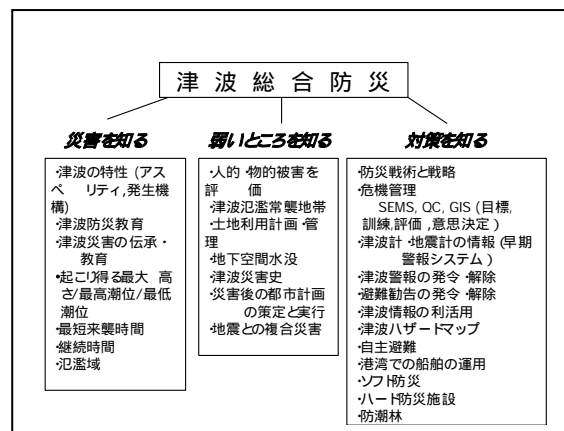 津波総合防災
災害を知る
・津波の特性(アス
ペ リティ,発生機
構)
・津波防災教育
・津波災害の伝承・
教育
・起こり得る最大 高
さ/最高潮位/最低
潮位
・最短来襲時間
・継続時間
・氾濫域
弱いところを知る
・人的・物的被害を
評 価
・津波氾濫常襲地帯
・土地利用計画・管
理
・地下空間水没
・津波災害史
・災害後の都市計画
の策定と実行
・地震との複合災害
対策を知る
・防災戦術と戦略
・危機管理
SEMS, QC, GIS (目標,
訓練,評価,意思決定)
・津波計・地震計の情報(早期
警報システム)
・津波警報の発令・解除
・避難勧告の発令・解除
・津波情報の利活用
・津波ハザードマップ
・自主避難
・港湾での船舶の運用
・ソフト防災
・ハード防災施設
・防潮林